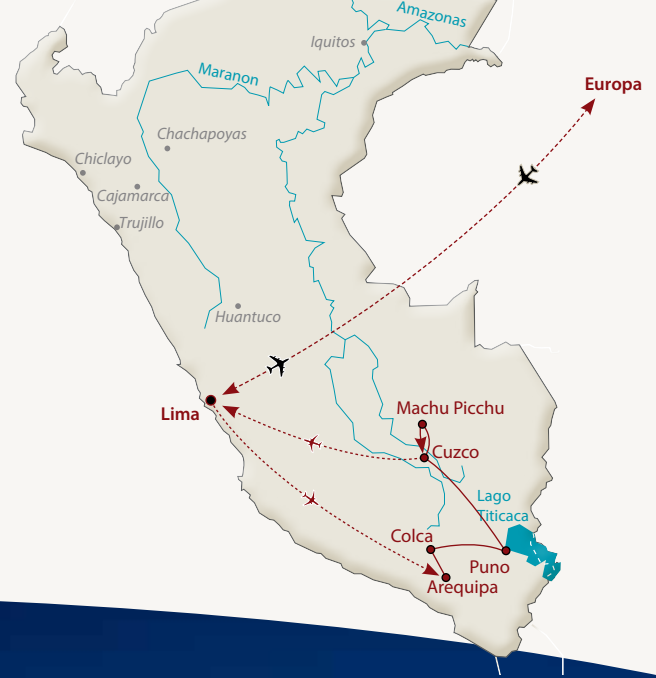 Amazonas
Iquitos
Maranon
Europa
Chachapoyas
Chiclayo
Cajamarca
Trujillo
Huantuco
Lima
Machu Picchu
Cuzco
Lago
Titicaca
Colca
Puno
Arequipa